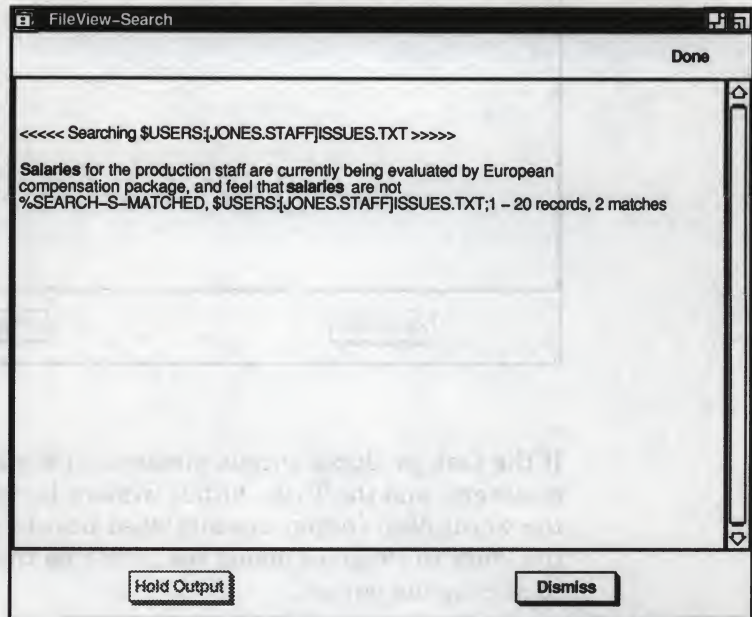 FileView–Search
Done
<<<<< Searching $USERS:[JONES.STAFF]ISSUES.TXT >>>>>
Salaries for the production staff are currently being evaluated by European
compensation package, and feel that salaries are not
%SEARCH–S–MATCHED, $USERS:[JONES.STAFF]ISSUES.TXT;1 – 20 records, 2 matches
Hold Output
Dismiss